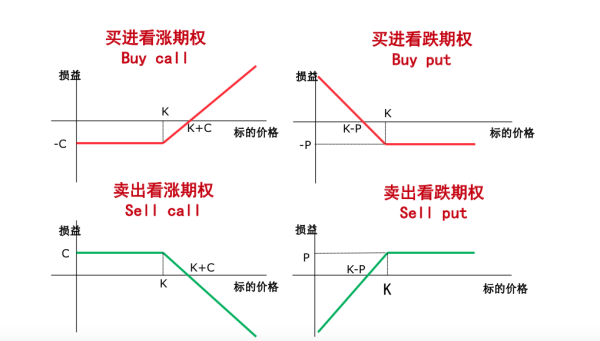 买进看涨期权
Buy call
损益
K
K+C
标的价格
-C
买进看跌期权
Buy put
损益
K
K-P
标的价格
-P
卖出看涨期权
Sell call
损益
C
K+C
K
标的价格
卖出看跌期权
Sell put
损益
P
K-P
K
标的价格